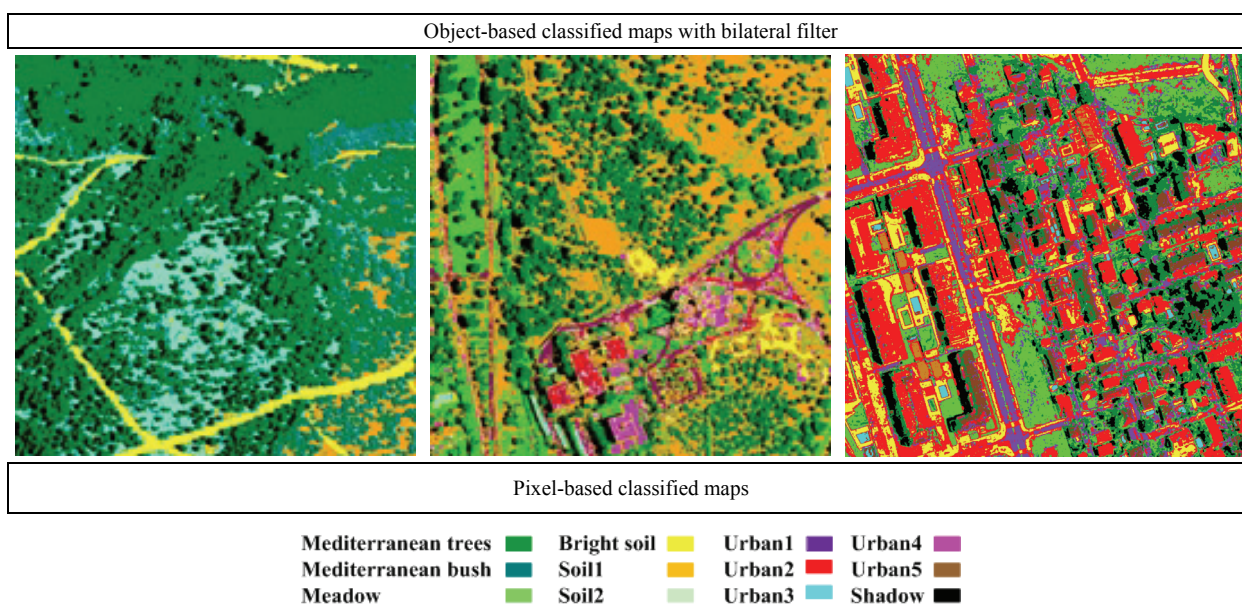 Object-based classified maps with bilateral filter
Pixel-based classified maps
Mediterranean trees Bright soil Urban1 Urban4
Mediterranean bush Soil1 Urban2 Urban5
Meadow Soil2 Urban3 Shadow